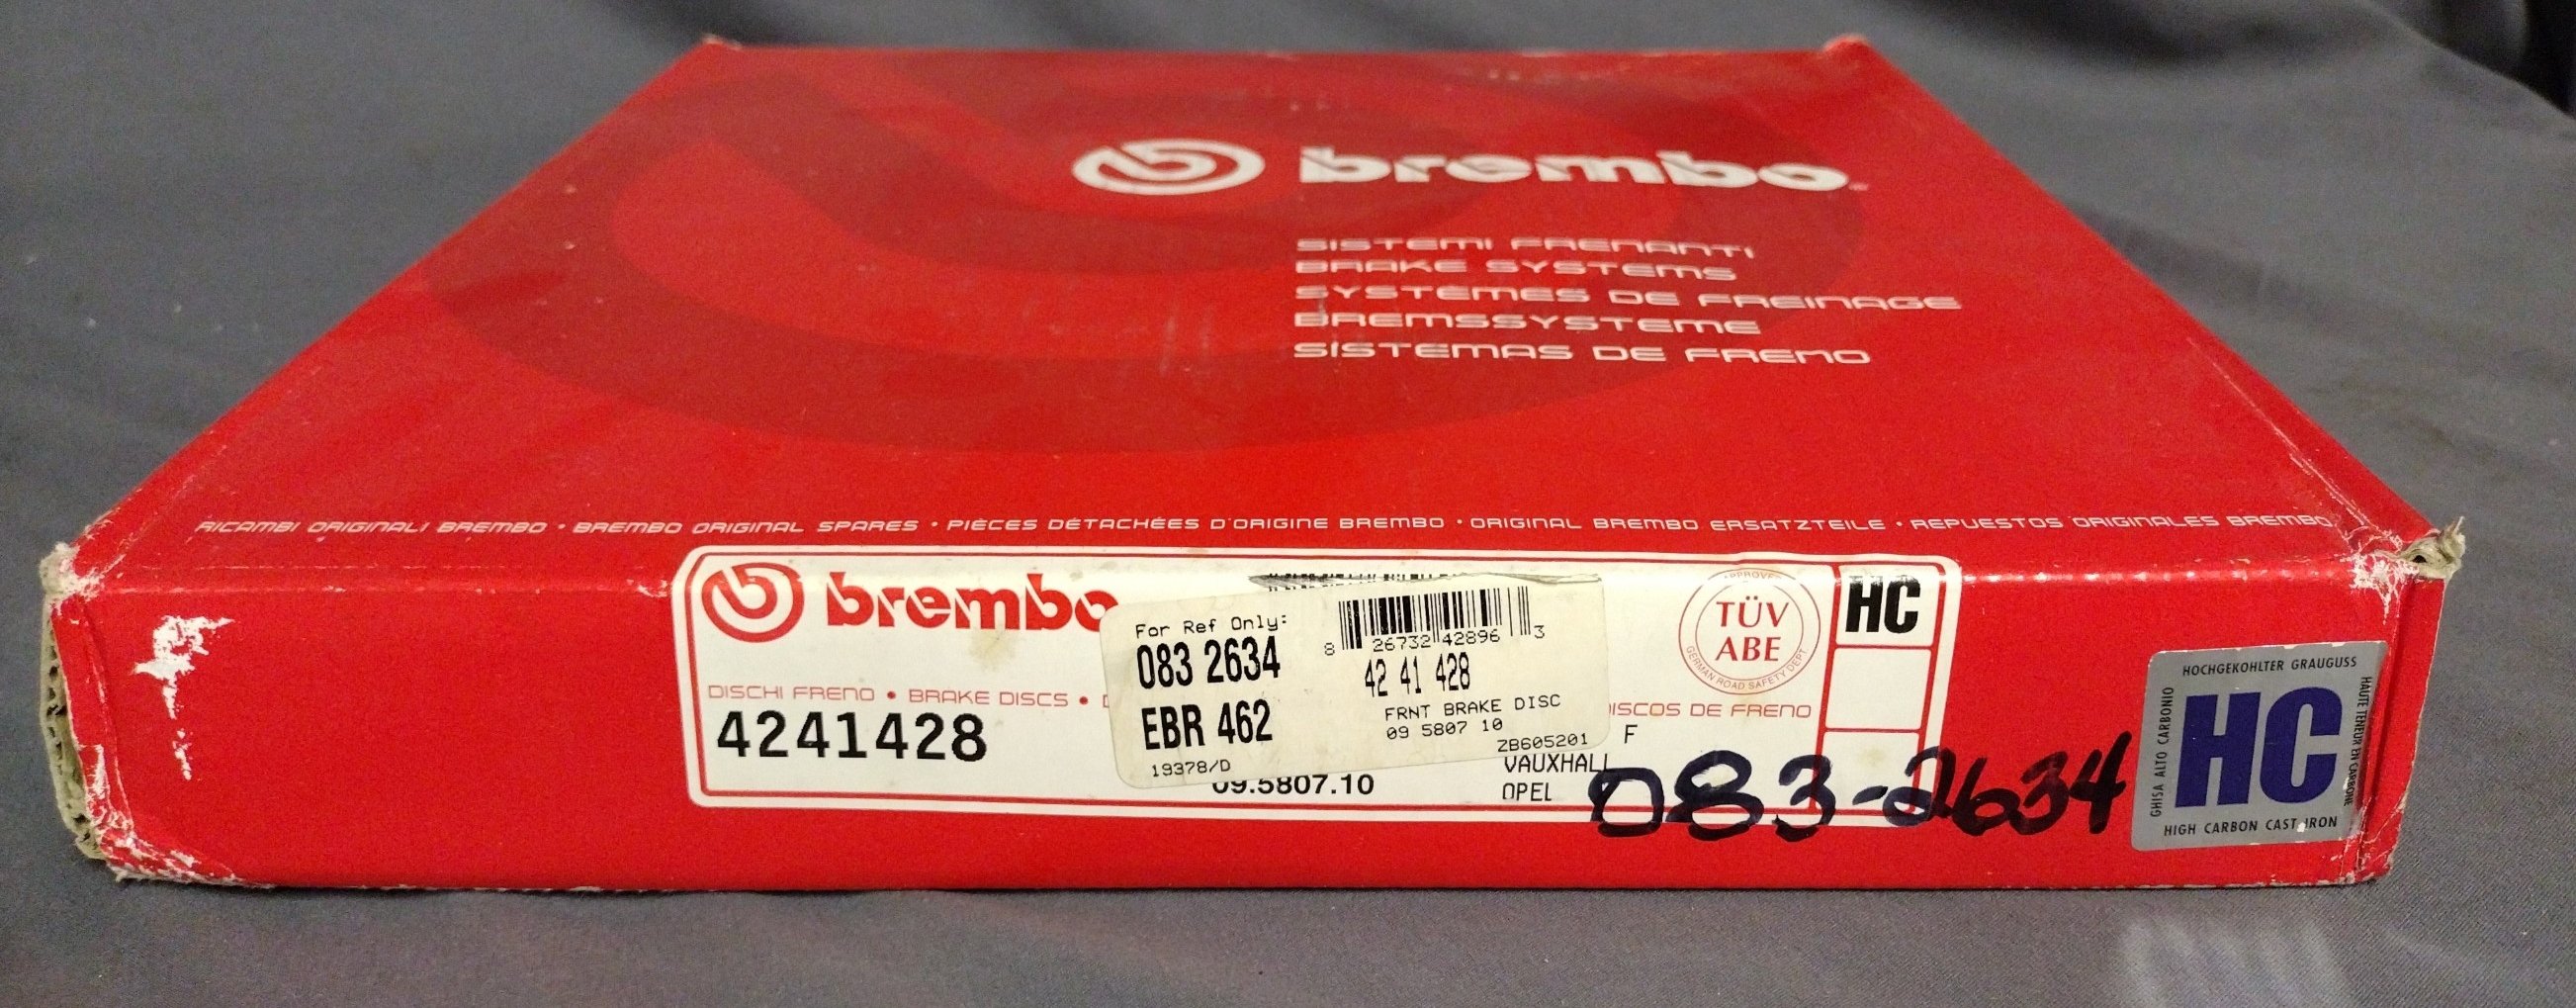 brembo
SISTEMI FRENANTI
BRAKE SYSTEMS
SYSTÈMES DE FREINAGE
BREMSSYSTEME
SISTEMAS DE FRENO
RICAMBI ORIGINALI BREMBO • BREMBO ORIGINAL SPARES • PIÈCES DÉTACHÉES D'ORIGINE BREMBO • ORIGINAL BREMBO ERSATZTEILE • REPUESTOS ORIGINALES BREMBO
brembo
DISCHI FRENO • BRAKE DISCS •
4241428
For Ref Only:
083 2634
EBR 462
19378/D
8 26732 42896 3
42 41 428
FRNT BRAKE DISC
09 5807 10
ZB605201
09.5807.10
VAUXHALL
OPEL
F
DISCOS DE FRENO
TÜV
ABE
GERMAN ROAD SAFETY DEPT.
HC
083-2634
HOCHGEKOHLTER GRAUGUSS
GHISA ALTO CARBONIO
HC
HAUTE TENEUR EN CARBONE
HIGH CARBON CAST IRON